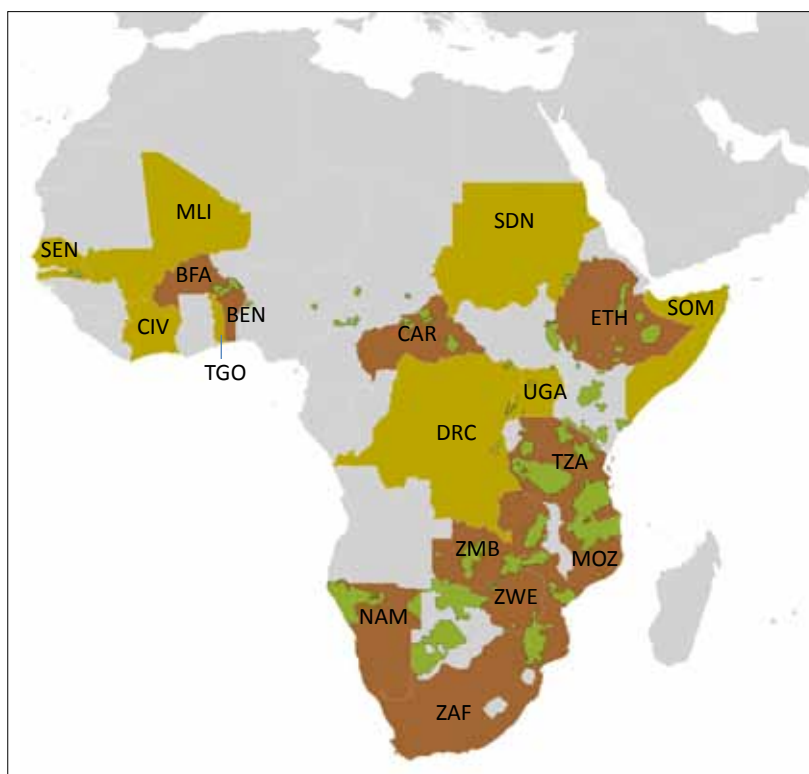 MLI
SDN
SEN
BFA
SOM
BEN
ETH
CIV
CAR
TGO
UGA
DRC
TZA
ZMB
MOZ
ZWE
NAM
ZAF